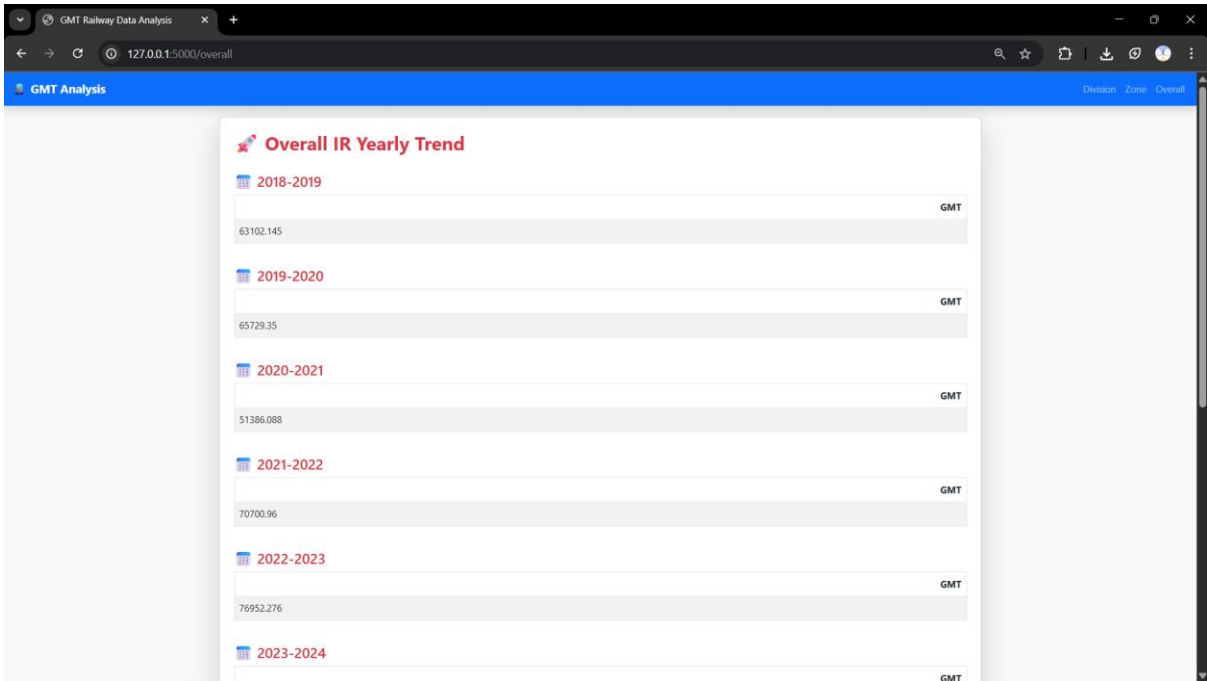 GMT Railway Data Analysis
127.0.0.1:5000/overall
GMT Analysis
Division Zone Overall
Overall IR Yearly Trend
2018-2019
GMT
63102.145
2019-2020
GMT
65729.35
2020-2021
GMT
51386.088
2021-2022
GMT
70700.96
2022-2023
GMT
76952.276
2023-2024
GMT